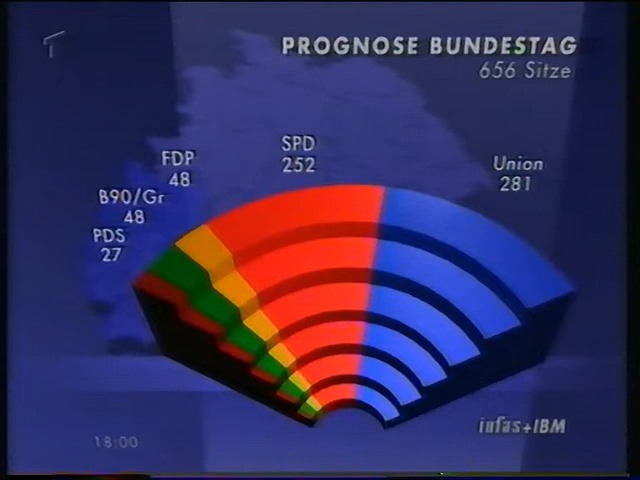 PROGNOSE BUNDESTAG
656 Sitze
SPD
252
FDP
48
Union
281
B90/Gr
48
PDS
27
infas+IBM
18:00